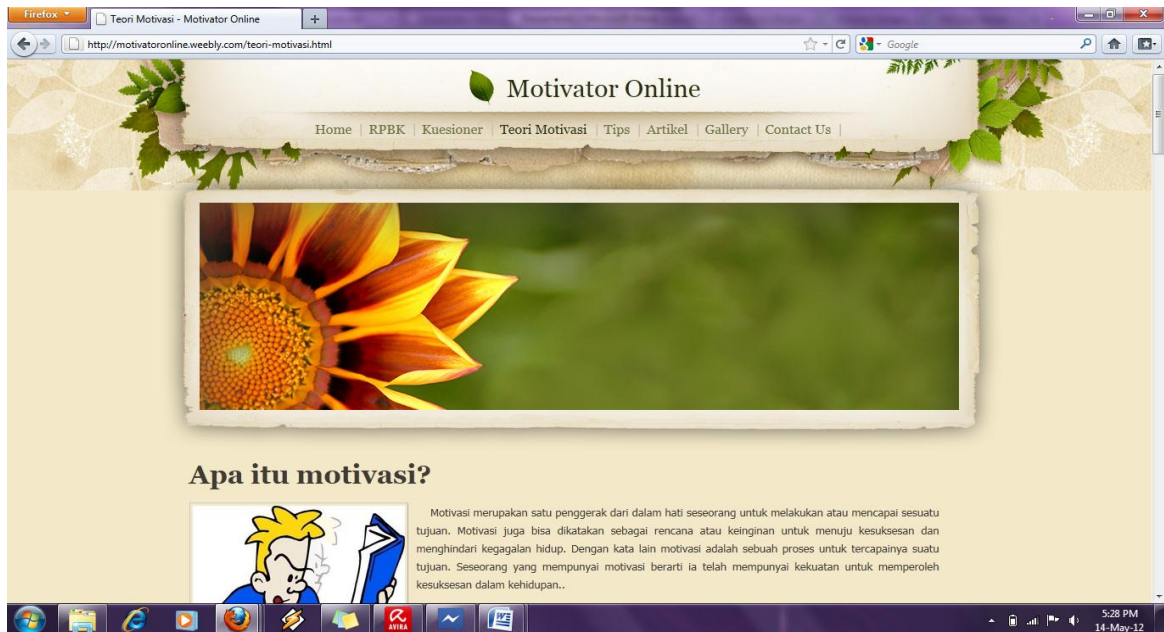 Firefox
Teori Motivasi - Motivator Online
http://motivatoronline.weebly.com/teori-motivasi.html
Google
Motivator Online
Home | RPBK | Kuesioner | Teori Motivasi | Tips | Artikel | Gallery | Contact Us |
Apa itu motivasi?
Motivasi merupakan satu penggerak dari dalam hati seseorang untuk melakukan atau mencapai sesuatu
tujuan. Motivasi juga bisa dikatakan sebagai rencana atau keinginan untuk menuju kesuksesan dan
menghindari kegagalan hidup. Dengan kata lain motivasi adalah sebuah proses untuk tercapainya suatu
tujuan. Seseorang yang mempunyai motivasi berarti ia telah mempunyai kekuatan untuk memperoleh
kesuksesan dalam kehidupan..
AVIRA
5:28 PM
14-May-12